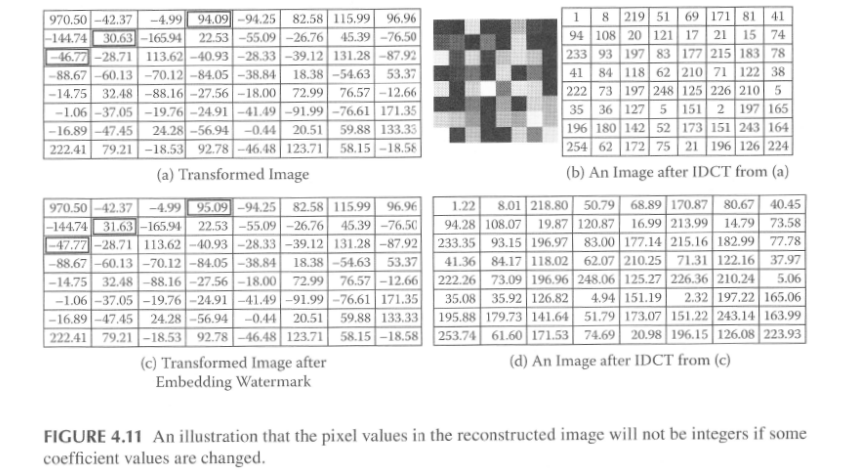 970.50 −42.37 −4.99 94.09 −94.25 82.58 115.99 96.96
−144.74 30.63 −165.94 22.53 −55.09 −26.76 45.39 −76.50
−46.77 −28.71 113.62 −40.93 −28.33 −39.12 131.28 −87.92
−88.67 −60.13 −70.12 −84.05 −38.84 18.38 −54.63 53.37
−14.75 32.48 −88.16 −27.56 −18.00 72.99 76.57 −12.66
−1.06 −37.05 −19.76 −24.91 −41.49 −91.99 −76.61 171.35
−16.89 −47.45 24.28 −56.94 −0.44 20.51 59.88 133.33
222.41 79.21 −18.53 92.78 −46.48 123.71 58.15 −18.58
(a) Transformed Image
1 8 219 51 69 171 81 41
94 108 20 121 17 21 15 74
233 93 197 83 177 215 183 78
41 84 118 62 210 71 122 38
222 73 197 248 125 226 210 5
35 36 127 5 151 2 197 165
196 180 142 52 173 151 243 164
254 62 172 75 21 196 126 224
(b) An Image after IDCT from (a)
970.50 −42.37 −4.99 95.09 −94.25 82.58 115.99 96.96
−144.74 31.63 −165.94 22.53 −55.09 −26.76 45.39 −76.50
−47.77 −28.71 113.62 −40.93 −28.33 −39.12 131.28 −87.92
−88.67 −60.13 −70.12 −84.05 −38.84 18.38 −54.63 53.37
−14.75 32.48 −88.16 −27.56 −18.00 72.99 76.57 −12.66
−1.06 −37.05 −19.76 −24.91 −41.49 −91.99 −76.61 171.35
−16.89 −47.45 24.28 −56.94 −0.44 20.51 59.88 133.33
222.41 79.21 −18.53 92.78 −46.48 123.71 58.15 −18.58
(c) Transformed Image after
Embedding Watermark
1.22 8.01 218.80 50.79 68.89 170.87 80.67 40.45
94.28 108.07 19.87 120.87 16.99 213.99 14.79 73.58
233.35 93.15 196.97 83.00 177.14 215.16 182.99 77.78
41.36 84.17 118.02 62.07 210.25 71.31 122.16 37.97
222.26 73.09 196.96 248.06 125.27 226.36 210.24 5.06
35.08 35.92 126.82 4.94 151.19 2.32 197.22 165.06
195.88 179.73 141.64 51.79 173.07 151.22 243.14 163.99
253.74 61.60 171.53 74.69 20.98 196.15 126.08 223.93
(d) An Image after IDCT from (c)
FIGURE 4.11 An illustration that the pixel values in the reconstructed image will not be integers if some
coefficient values are changed.